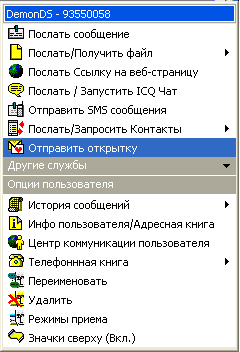 DemonDS - 93550058
Послать сообщение
Послать/Получить файл
Послать Ссылку на веб-страницу
Послать / Запустить ICQ Чат
Отправить SMS сообщения
Послать/Запросить Контакты
Отправить открытку
Другие службы
Опции пользователя
История сообщений
Инфо пользователя/Адресная книга
Центр коммуникации пользователя
Телефоннная книга
Переименовать
Удалить
Режимы приема
Значки сверху (Вкл.)